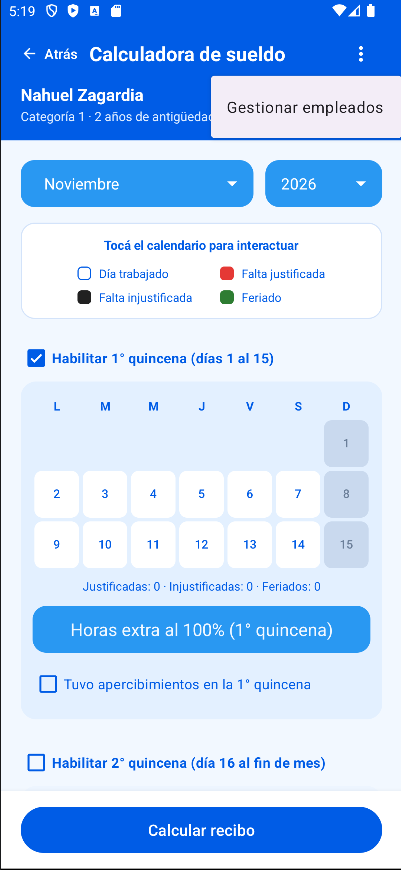 5:19
Atrás
Calculadora de sueldo
Nahuel Zagardia
Gestionar empleados
Categoría 1 · 2 años de antigüedad
Noviembre
2026
Tocá el calendario para interactuar
Día trabajado
Falta justificada
Falta injustificada
Feriado
Habilitar 1° quincena (días 1 al 15)
L M M J V S D
1
2 3 4 5 6 7 8
9 10 11 12 13 14 15
Justificadas: 0 · Injustificadas: 0 · Feriados: 0
Horas extra al 100% (1° quincena)
Tuvo apercibimientos en la 1° quincena
Habilitar 2° quincena (día 16 al fin de mes)
Calcular recibo